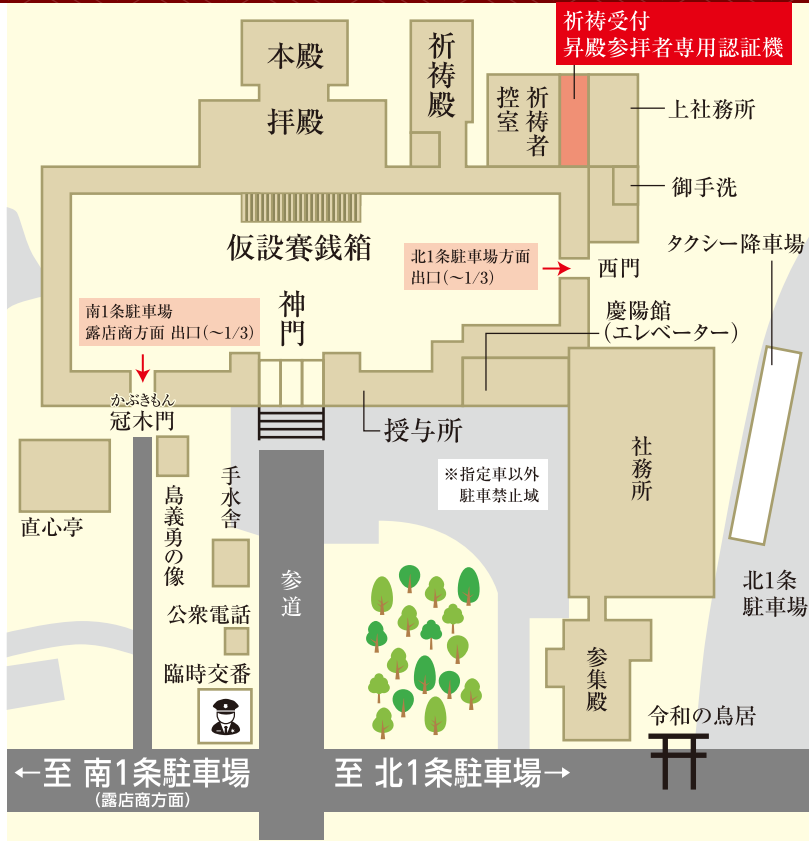 祈祷受付
昇殿参拝者専用認証機
本殿
拝殿
祈祷殿
祈祷者
控室
上社務所
御手洗
仮設賽銭箱
北1条駐車場方面
出口(～1/3)
西門
タクシー降車場
南1条駐車場
露店商方面 出口(～1/3)
神門
慶陽館
(エレベーター)
かぶきもん
冠木門
授与所
直心亭
島義勇の像
手水舎
※指定車以外
駐車禁止域
社務所
参道
公衆電話
北1条
駐車場
臨時交番
参集殿
令和の鳥居
←至 南1条駐車場
(露店商方面)
至 北1条駐車場→